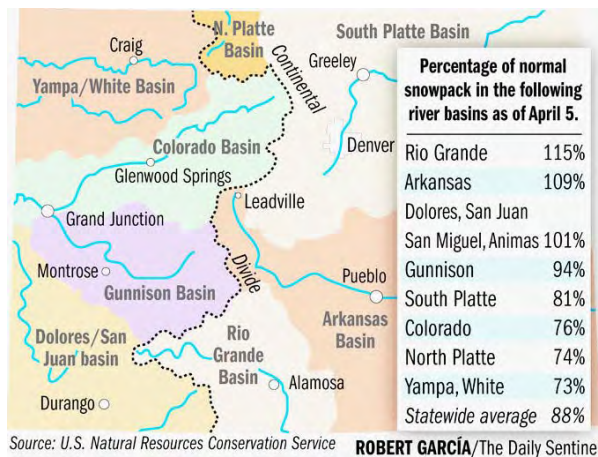 N. Platte
Basin
South Platte Basin
Craig
Greeley
Yampa/White Basin
Continental
Percentage of normal
snowpack in the following
river basins as of April 5.
Colorado Basin
Denver
Glenwood Springs
Rio Grande 115%
Arkansas 109%
Dolores, San Juan
San Miguel, Animas 101%
Gunnison 94%
South Platte 81%
Colorado 76%
North Platte 74%
Yampa, White 73%
Statewide average 88%
Leadville
Grand Junction
Divide
Montrose
Gunnison Basin
Pueblo
Arkansas
Basin
Dolores/San
Juan basin
Rio
Grande
Basin
Alamosa
Durango
Source: U.S. Natural Resources Conservation Service
ROBERT GARCÍA/The Daily Sentine